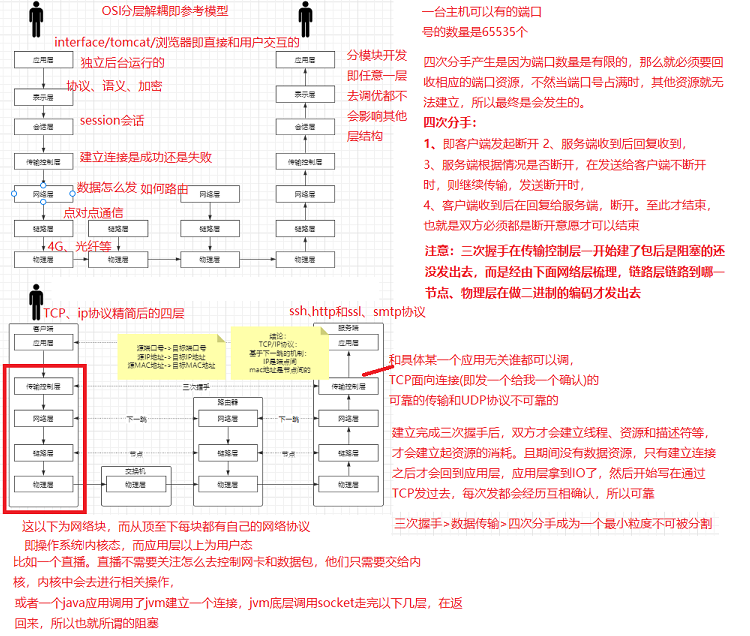 OSI分层解耦即参考模型
interface/tomcat/浏览器即直接和用户交互的
应用层
独立后台运行的
协议、语义、加密
表示层
session会话
会话层
建立连接是成功还是失败
传输控制层
数据怎么发 如何路由
网络层
网络层
点对点通信
链路层
链路层
链路层
4G、光纤等
物理层
物理层
物理层
物理层
应用层
表示层
会话层
传输控制层
网络层
链路层
物理层
分模块开发
即任意一层
去调优都不
会影响其他
层结构
一台主机可以有的端口
号的数量是65535个
四次分手产生是因为端口数量是有限的，那么就必须要回
收相应的端口资源，不然当端口号占满时，其他资源就无
法建立，所以最终是会发生的。
四次分手：
1、即客户端发起断开 2、服务端收到后回复收到，
3、服务端根据情况是否断开，在发送给客户端不断开
时，则继续传输，发送断开时，
4、客户端收到后在回复给服务端，断开。至此才结束，
也就是双方必须都是断开意愿才可以结束
注意：三次握手在传输控制层一开始建了包后是阻塞的还
没发出去，而是经由下面网络层梳理，链路层链路到哪一
节点、物理层在做二进制的编码才发出去
TCP、ip协议精简后的四层
ssh、http和ssl、smtp协议
客户端
应用层
传输控制层
网络层
链路层
物理层
源端口号->目标端口号
源IP地址->目标IP地址
源MAC地址->目标MAC地址
结论：
TCP/IP协议：
基于下一跳的机制：
IP是端点间
mac地址是节点间的
三次握手
下一跳
下一跳
节点
节点
交换机
物理层
路由器
网络层
链路层
物理层
服务端
应用层
传输控制层
网络层
链路层
物理层
和具体某一个应用无关谁都可以调，
TCP面向连接(即发一个给我一个确认)的
可靠的传输和UDP协议不可靠的
建立完成三次握手后，双方才会建立线程、资源和描述符等，
才会建立起资源的消耗。且期间没有数据资源，只有建立连接
之后才会回到应用层，应用层拿到IO了，然后开始写在通过
TCP发过去，每次发都会经历互相确认，所以可靠
三次握手>数据传输>四次分手成为一个最小粒度不可被分割
这以下为网络块，而从顶至下每块都有自己的网络协议
即操作系统内核态，而应用层以上为用户态
比如一个直播。直播不需要关注怎么去控制网卡和数据包，他们只需要交给内
核，内核中会去进行相关操作，
或者一个java应用调用了jvm建立一个连接，jvm底层调用socket走完以下几层，在返
回来，所以也就所谓的阻塞